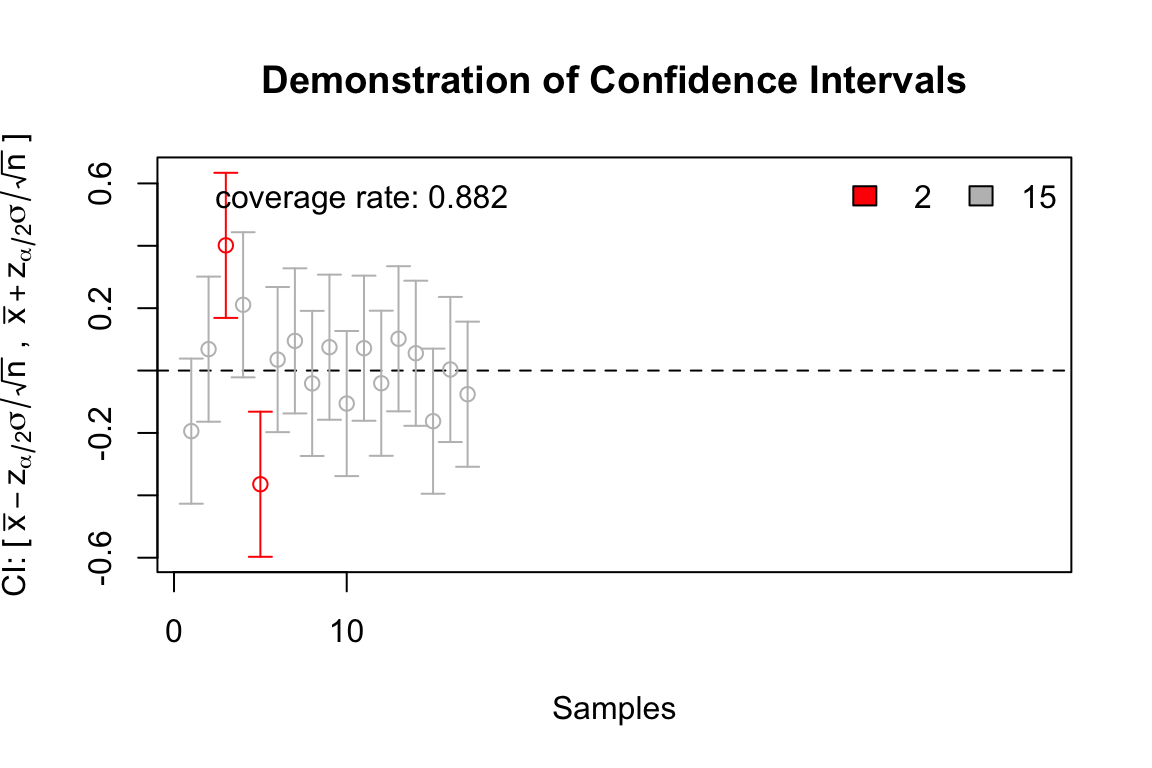 Demonstration of Confidence Intervals
CI: [ x̅ − zα/2σ/√n , x̅ + zα/2σ/√n ]
0.6
0.2
-0.2
-0.6
coverage rate: 0.882
2
15
0
10
Samples